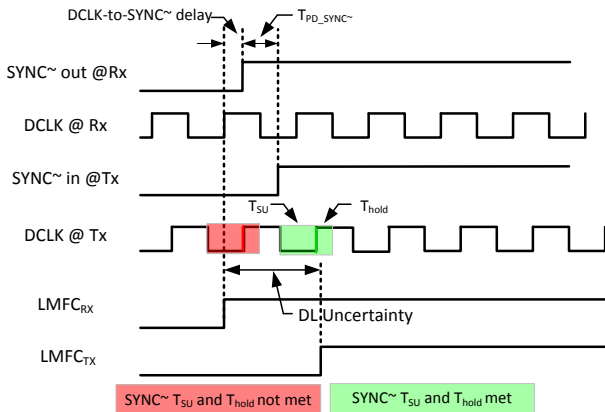 DCLK-to-SYNC~ delay
TPD_SYNC~
SYNC~ out @Rx
DCLK @ Rx
SYNC~ in @Tx
TSU
Thold
DCLK @ Tx
LMFCRX
DL Uncertainty
LMFCTX
SYNC~ TSU and Thold not met
SYNC~ TSU and Thold met